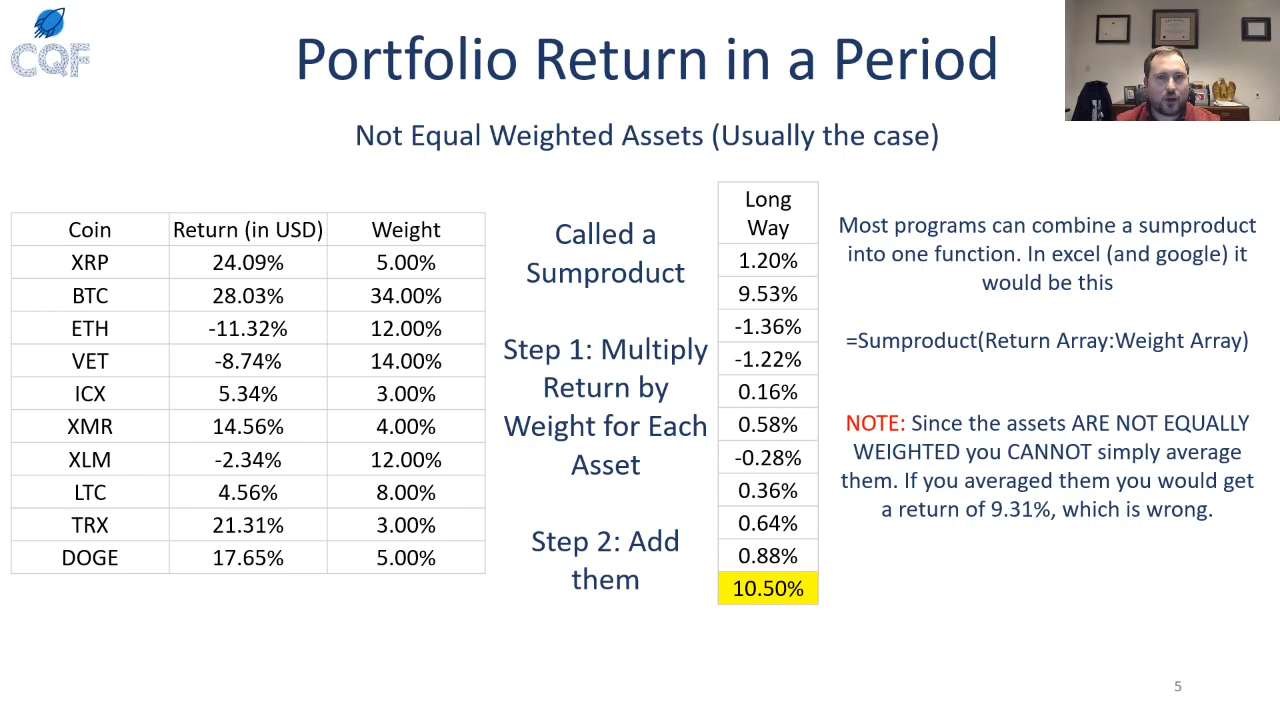 CQF
Portfolio Return in a Period
Not Equal Weighted Assets (Usually the case)
Coin Return (in USD) Weight
XRP 24.09% 5.00%
BTC 28.03% 34.00%
ETH -11.32% 12.00%
VET -8.74% 14.00%
ICX 5.34% 3.00%
XMR 14.56% 4.00%
XLM -2.34% 12.00%
LTC 4.56% 8.00%
TRX 21.31% 3.00%
DOGE 17.65% 5.00%
Called a
Sumproduct
Step 1: Multiply
Return by
Weight for Each
Asset
Step 2: Add
them
Long
Way
1.20%
9.53%
-1.36%
-1.22%
0.16%
0.58%
-0.28%
0.36%
0.64%
0.88%
10.50%
Most programs can combine a sumproduct
into one function. In excel (and google) it
would be this
=Sumproduct(Return Array:Weight Array)
NOTE: Since the assets ARE NOT EQUALLY
WEIGHTED you CANNOT simply average
them. If you averaged them you would get
a return of 9.31%, which is wrong.
5